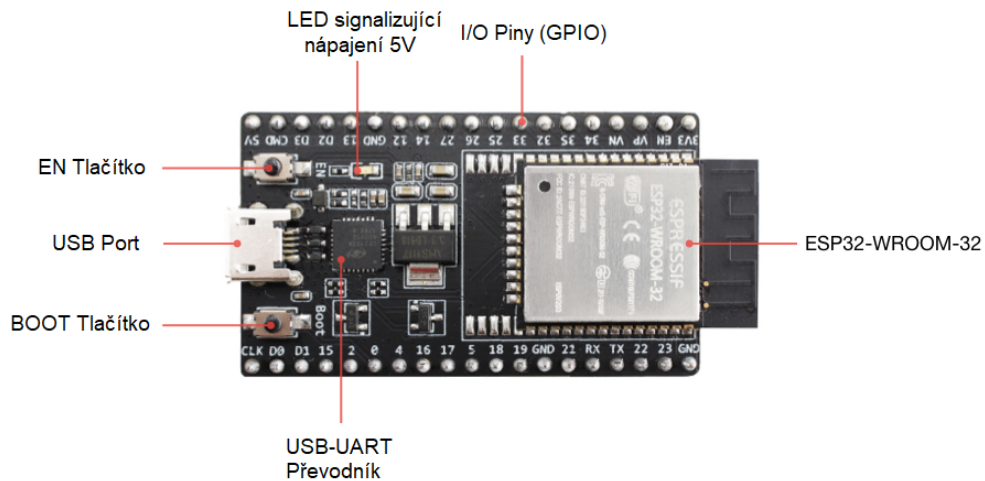 LED signalizující
nápajení 5V
I/O Piny (GPIO)
5V CMD D3 D2 13 GND 12 14 27 26 25 33 32 35 34 VN VP EN 3V3
EN Tlačítko
EN
USB Port
ESPRESSIF
ESP32-WROOM-32
ESP32-WROOM-32
BOOT Tlačítko
Boot
CLK D0 D1 15 2 0 4 16 17 5 18 19 GND 21 RX TX 22 23 GND
USB-UART
Převodník